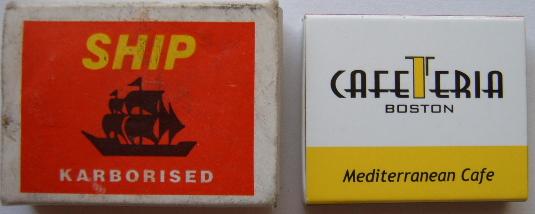 SHIP
KARBORISED
CAFETERIA
BOSTON
Mediterranean Cafe